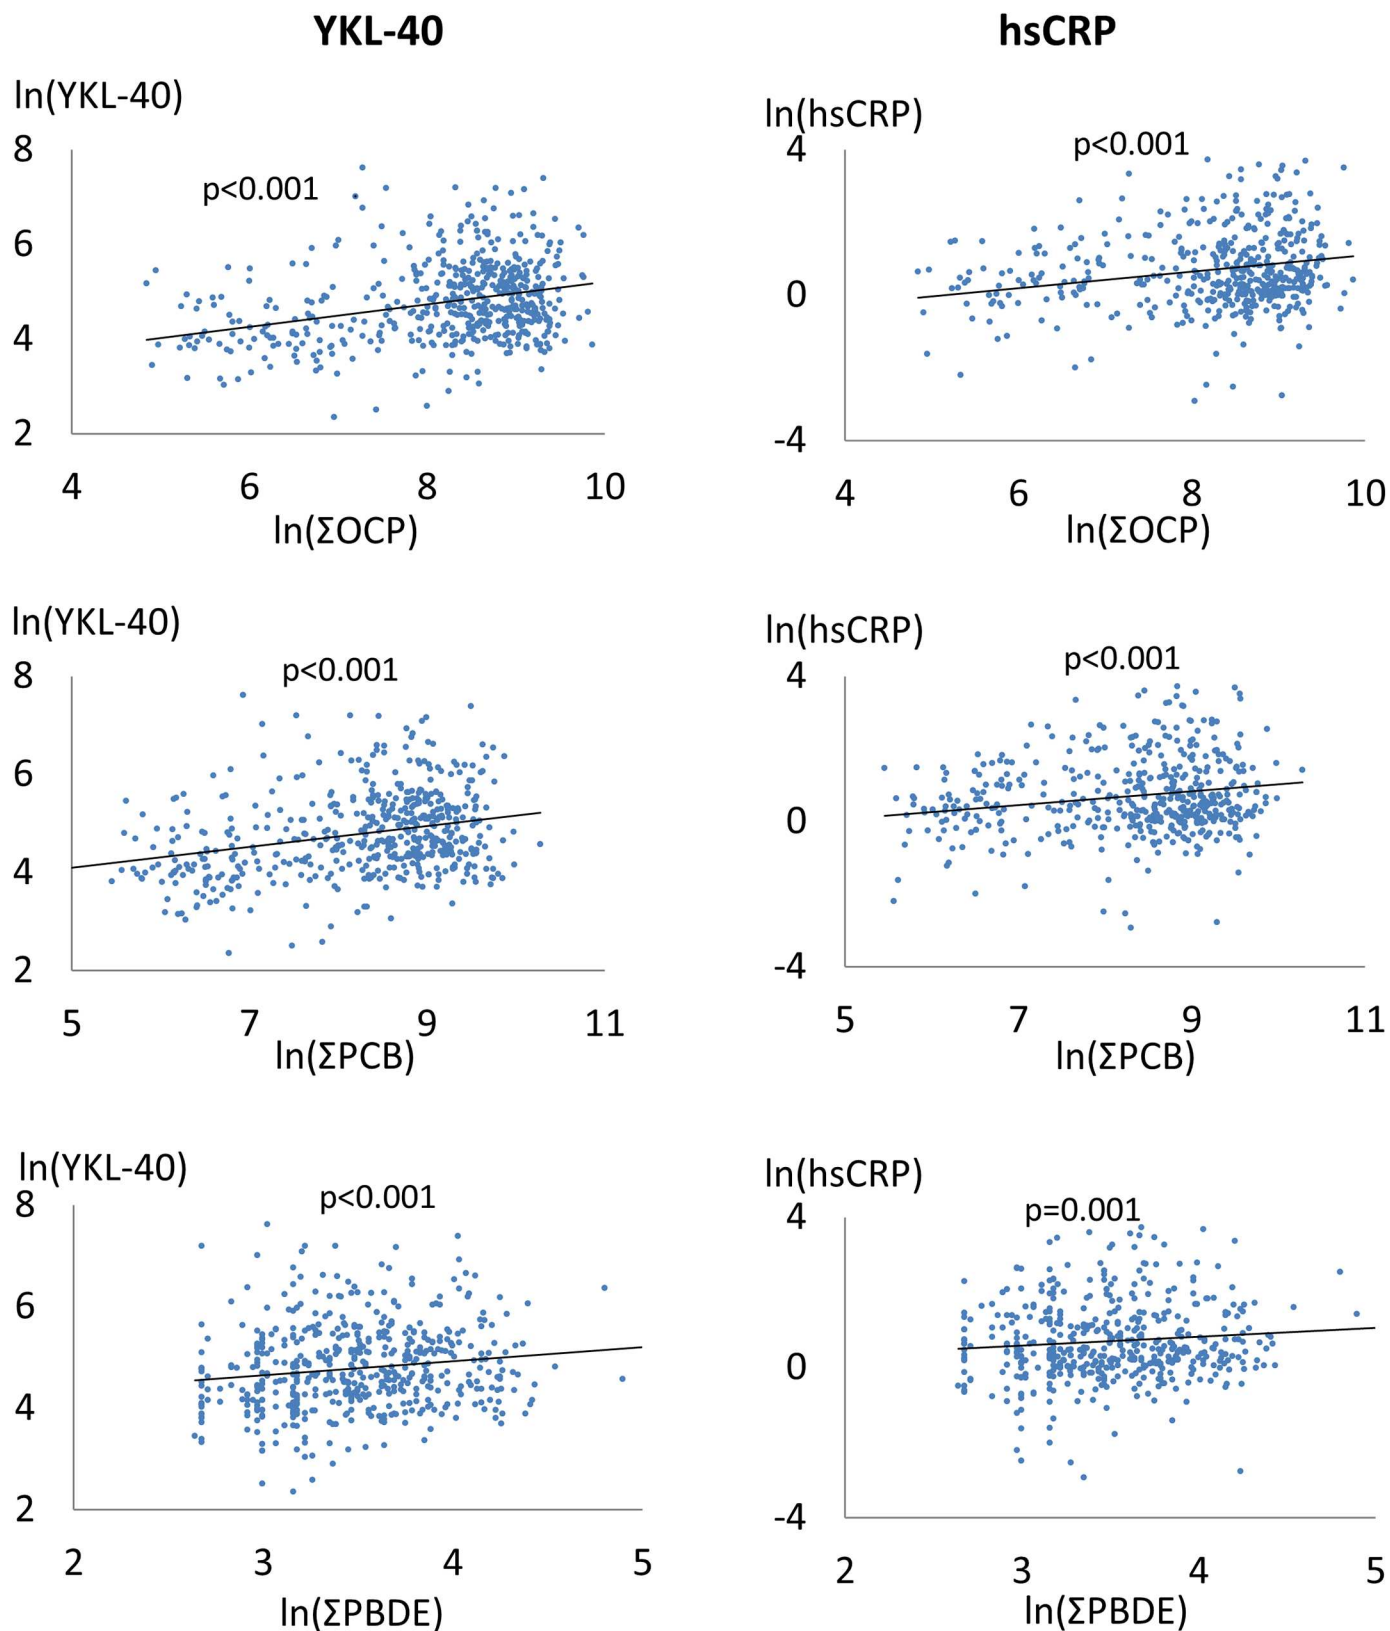 YKL-40 hsCRP
ln(YKL-40)
8
p<0.001
6
4
2
4 6 8 10
ln(ΣOCP)
ln(hsCRP)
4
p<0.001
0
-4
4 6 8 10
ln(ΣOCP)
ln(YKL-40)
p<0.001
8
6
4
2
5 7 9 11
ln(ΣPCB)
ln(hsCRP)
p<0.001
4
0
-4
5 7 9 11
ln(ΣPCB)
ln(YKL-40)
p<0.001
8
6
4
2
2 3 4 5
ln(ΣPBDE)
ln(hsCRP)
p=0.001
4
0
-4
2 3 4 5
ln(ΣPBDE)